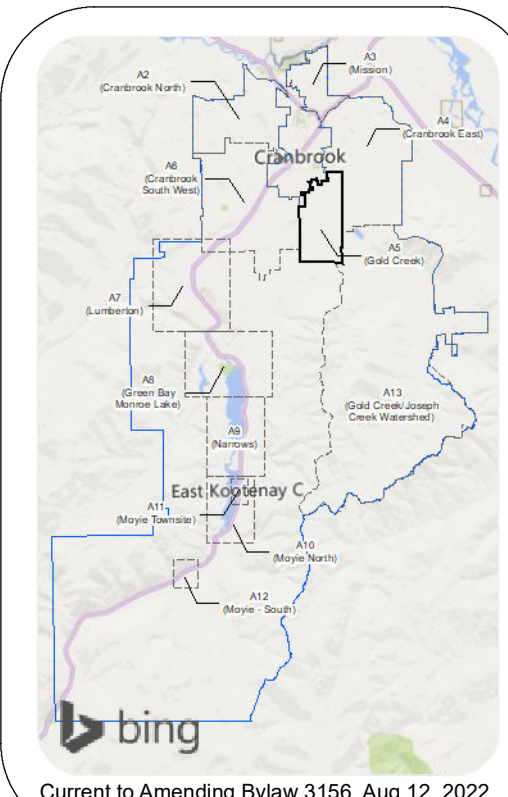 A3
(Mission)
A2
(Cranbrook North)
A4
(Cranbrook East)
Cranbrook
A6
(Cranbrook
South West)
A5
(Gold Creek)
A7
(Lumberton)
A8
(Green Bay
Monroe Lake)
A13
(Gold Creek/Joseph
Creek Watershed)
A9
(Narrows)
East Kootenay C
A11
(Moyie Townsite)
A10
(Moyie North)
A12
(Moyie - South)
bing
Current to Amending Bylaw 3156, Aug 12, 2022